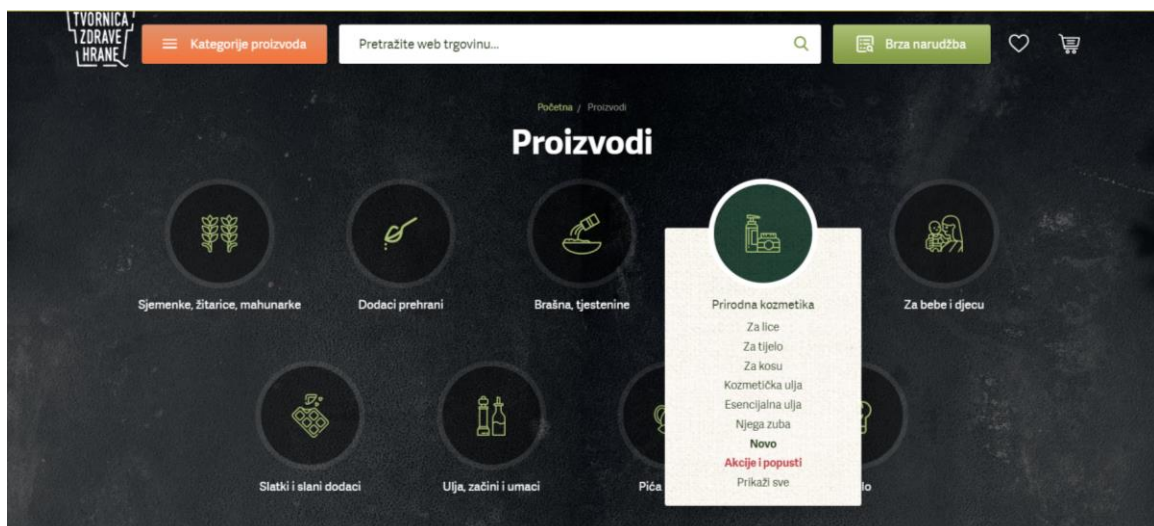 TVORNICA
ZDRAVE
HRANE
Kategorije proizvoda
Pretražite web trgovinu...
Brza narudžba
Početna / Proizvodi
Proizvodi
Sjemenke, žitarice, mahunarke
Dodaci prehrani
Brašna, tjestenine
Prirodna kozmetika
Za bebe i djecu
Za lice
Za tijelo
Za kosu
Kozmetička ulja
Esencijalna ulja
Njega zuba
Novo
Akcije i popusti
Prikaži sve
Slatki i slani dodaci
Ulja, začini i umaci
Pića
lo